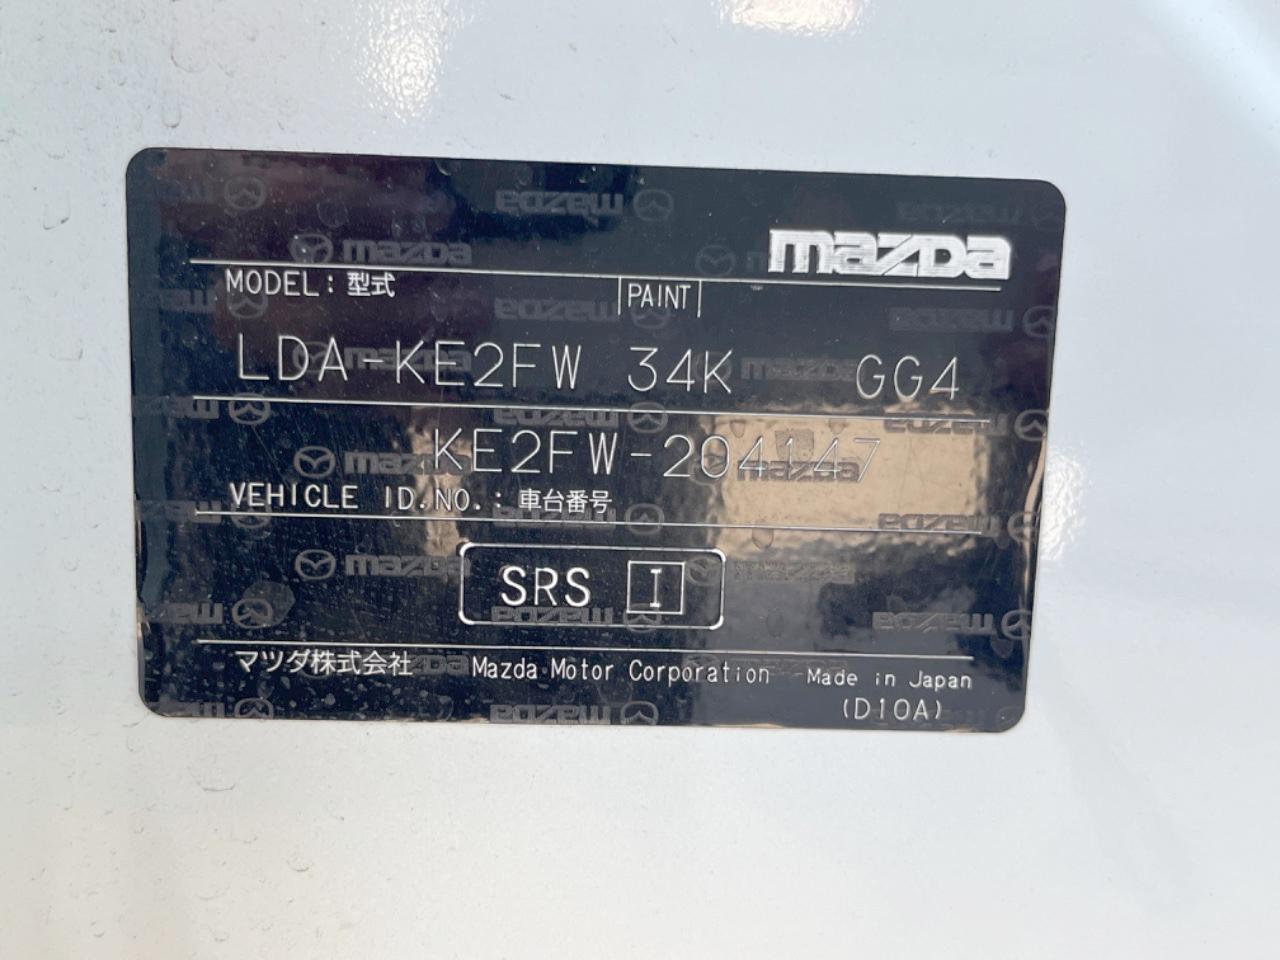 mazda
MODEL : 型式 PAINT
LDA-KE2FW 34K GG4
KE2FW-204147
VEHICLE ID.NO. : 車台番号
SRS I
マツダ株式会社 Mazda Motor Corporation Made in Japan
(D10A)